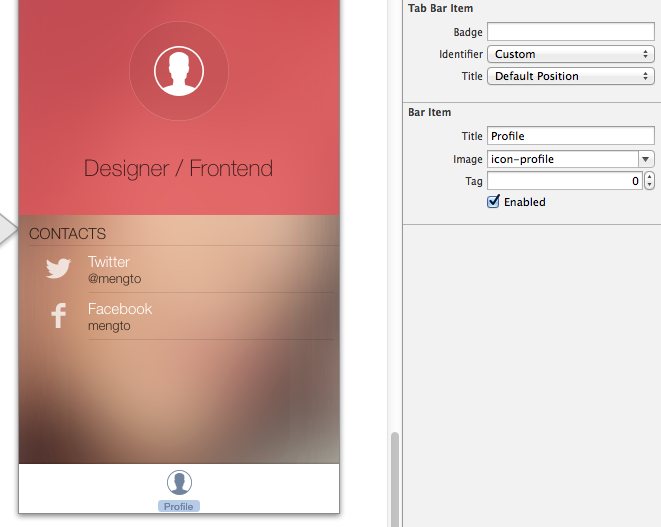 Designer / Frontend
CONTACTS
Twitter
@mengto
Facebook
mengto
Profile
Tab Bar Item
Badge
Identifier Custom
Title Default Position
Bar Item
Title Profile
Image icon-profile
Tag 0
Enabled